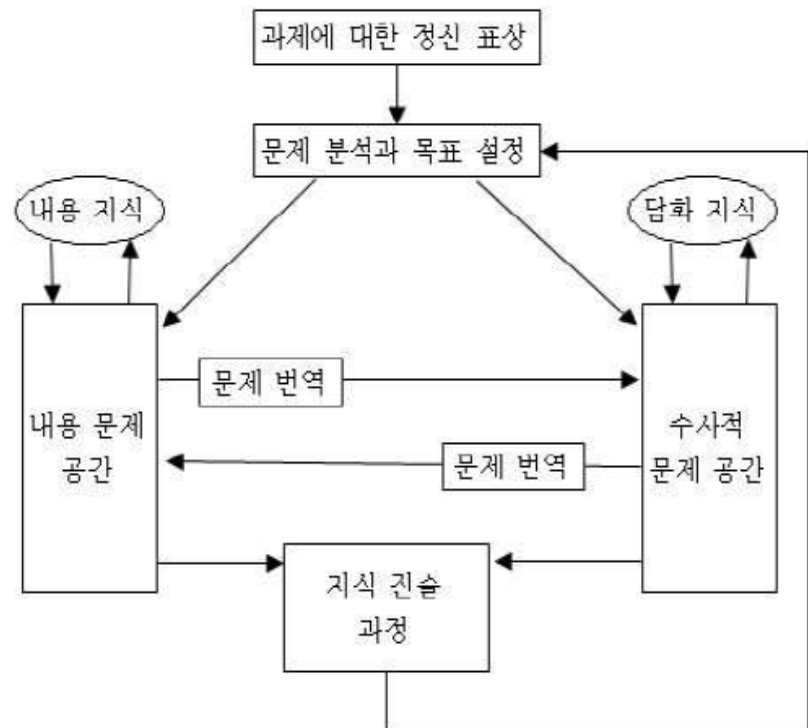 과제에 대한 정신 표상
문제 분석과 목표 설정
내용 지식
담화 지식
문제 번역
내용 문제
공간
수사적
문제 공간
문제 번역
지식 진술
과정